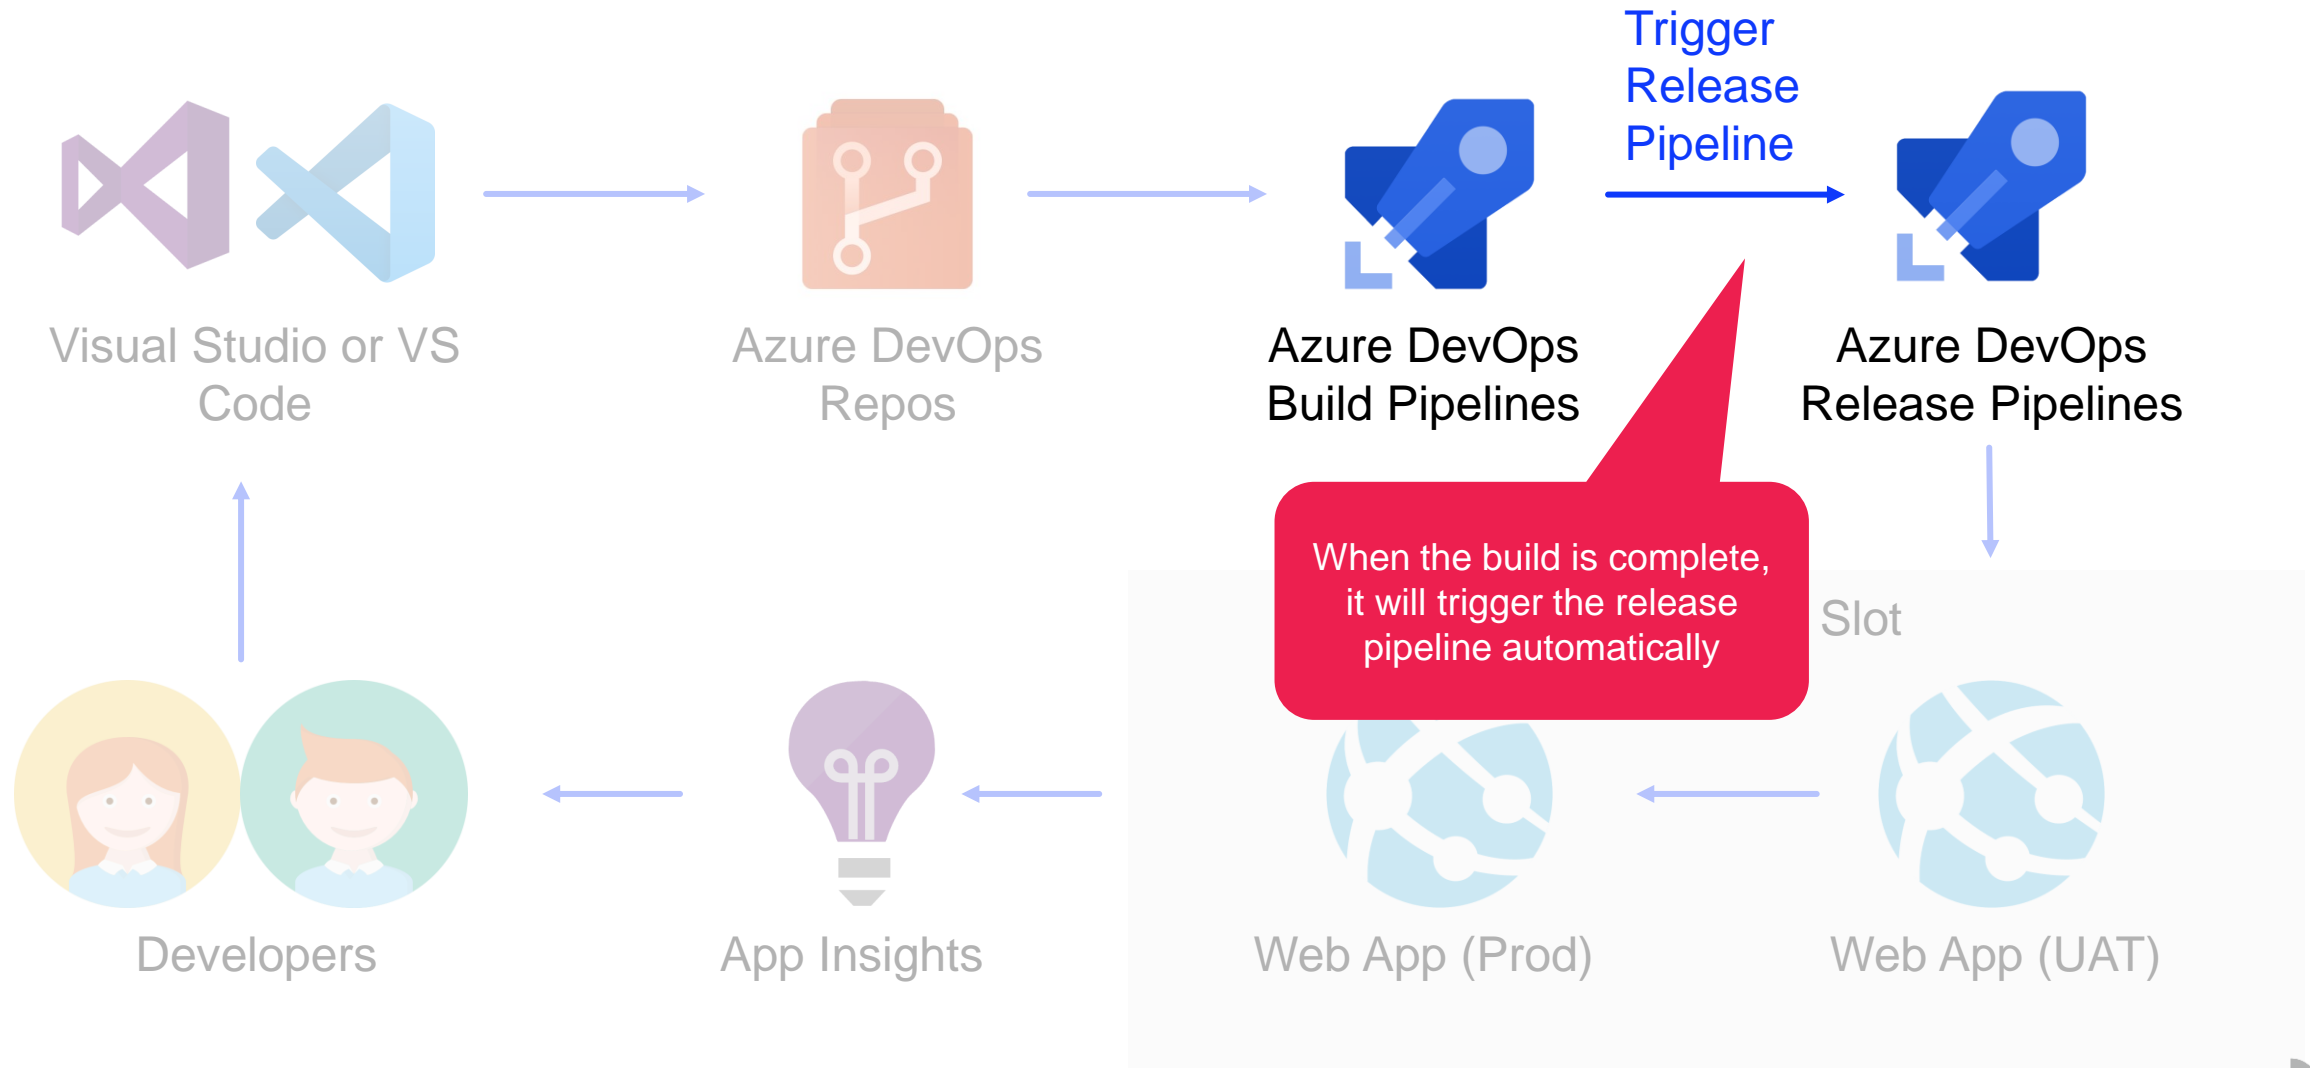 Trigger
Release
Pipeline
Visual Studio or VS
Code
Azure DevOps
Repos
Azure DevOps
Build Pipelines
Azure DevOps
Release Pipelines
When the build is complete,
it will trigger the release
pipeline automatically
Slot
Developers
App Insights
Web App (Prod)
Web App (UAT)